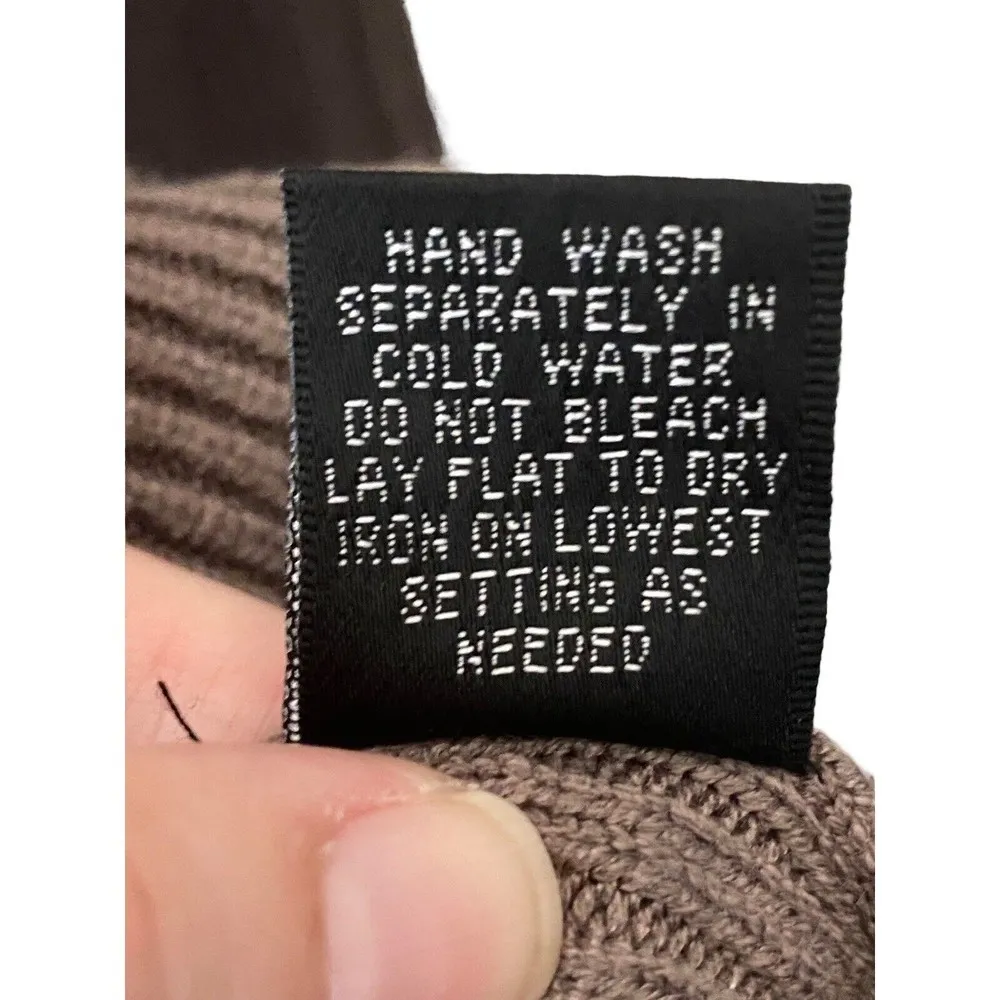 HAND WASH
SEPARATELY IN
COLD WATER
DO NOT BLEACH
LAY FLAT TO DRY
IRON ON LOWEST
SETTING AS
NEEDED